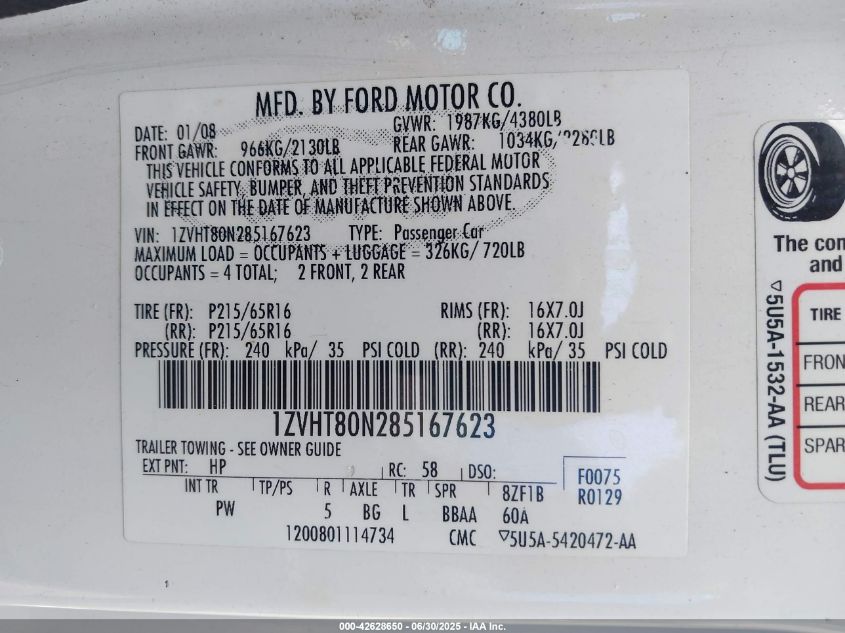 MFD. BY FORD MOTOR CO.
DATE: 01/08 GVWR: 1987KG/4380LB
FRONT GAWR: 966KG/2130LB REAR GAWR: 1034KG/2280LB
THIS VEHICLE CONFORMS TO ALL APPLICABLE FEDERAL MOTOR
VEHICLE SAFETY, BUMPER, AND THEFT PREVENTION STANDARDS
IN EFFECT ON THE DATE OF MANUFACTURE SHOWN ABOVE.
VIN: 1ZVHT80N285167623 TYPE: Passenger Car
MAXIMUM LOAD = OCCUPANTS + LUGGAGE = 326KG/ 720LB
OCCUPANTS = 4 TOTAL; 2 FRONT, 2 REAR
TIRE (FR): P215/65R16 RIMS (FR): 16X7.0J
(RR): P215/65R16 (RR): 16X7.0J
PRESSURE (FR): 240 kPa/ 35 PSI COLD (RR): 240 kPa/ 35 PSI COLD
1ZVHT80N285167623
TRAILER TOWING - SEE OWNER GUIDE
EXT PNT: HP RC: 58 DSO: F0075
INT TR TP/PS R AXLE TR SPR 8ZF1B R0129
PW 5 BG L BBAA 60A
1200801114734 CMC ▽5U5A-5420472-AA
The con
and
▽5U5A-1532-AA (TLU)
TIRE
FRON
REAR
SPAR
000-42628650 - 06/30/2025 - IAA Inc.